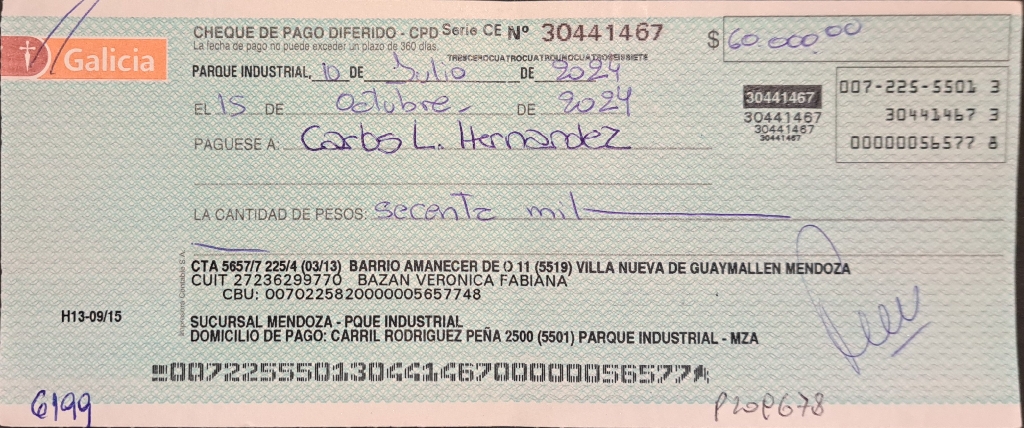 CHEQUE DE PAGO DIFERIDO - CPD Serie CE Nº 30441467 $ 60.000,00
La fecha de pago no puede exceder un plazo de 360 días.
Galicia
TRESCEROCUATROCUATROUNOCUATROSEISSIETE
PARQUE INDUSTRIAL, 10 DE Julio DE 2024
EL 15 DE Octubre DE 2024
30441467
30441467
30441467
30441467
007-225-5501 3
30441467 3
00000056577 8
PAGUESE A: Carlos L. Hernandez
LA CANTIDAD DE PESOS: secenta mil
CTA 5657/7 225/4 (03/13) BARRIO AMANECER DE O 11 (5519) VILLA NUEVA DE GUAYMALLEN MENDOZA
CUIT 27236299770 BAZAN VERONICA FABIANA
CBU: 0070225820000005657748
H13-09/15
SUCURSAL MENDOZA - PQUE INDUSTRIAL
DOMICILIO DE PAGO: CARRIL RODRIGUEZ PEÑA 2500 (5501) PARQUE INDUSTRIAL - MZA
00722555013044146700000056577
6199